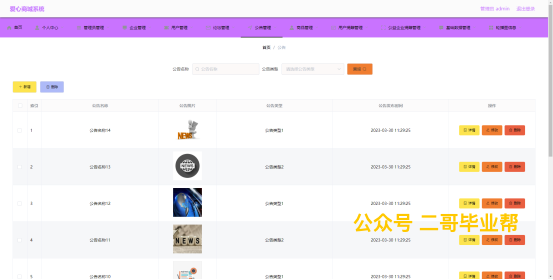 爱心商城系统
管理员 admin 退出登录
首页 个人中心 管理员管理 企业管理 用户管理 论坛管理 公告管理 商品管理 用户捐赠管理 公益企业捐赠管理 基础数据管理 轮播图信息
首页 / 公告
公告名称 公告名称 公告类型 请选择公告类型 查询
+ 新增 删除
索引 公告名称 公告图片 公告类型 公告发布时间 操作
1 公告名称14 NEWS 公告类型1 2023-03-30 11:29:25 详情 修改 删除
2 公告名称13 NEWS 公告类型2 2023-03-30 11:29:25 详情 修改 删除
3 公告名称12 公告类型1 2023-03-30 11:29:25 详情 修改 删除
公众号 二哥毕业帮
4 公告名称11 NEWS 公告类型2 2023-03-30 11:29:25 详情 修改 删除
5 公告名称10 公告类型1 2023-03-30 11:29:25 详情 修改 删除